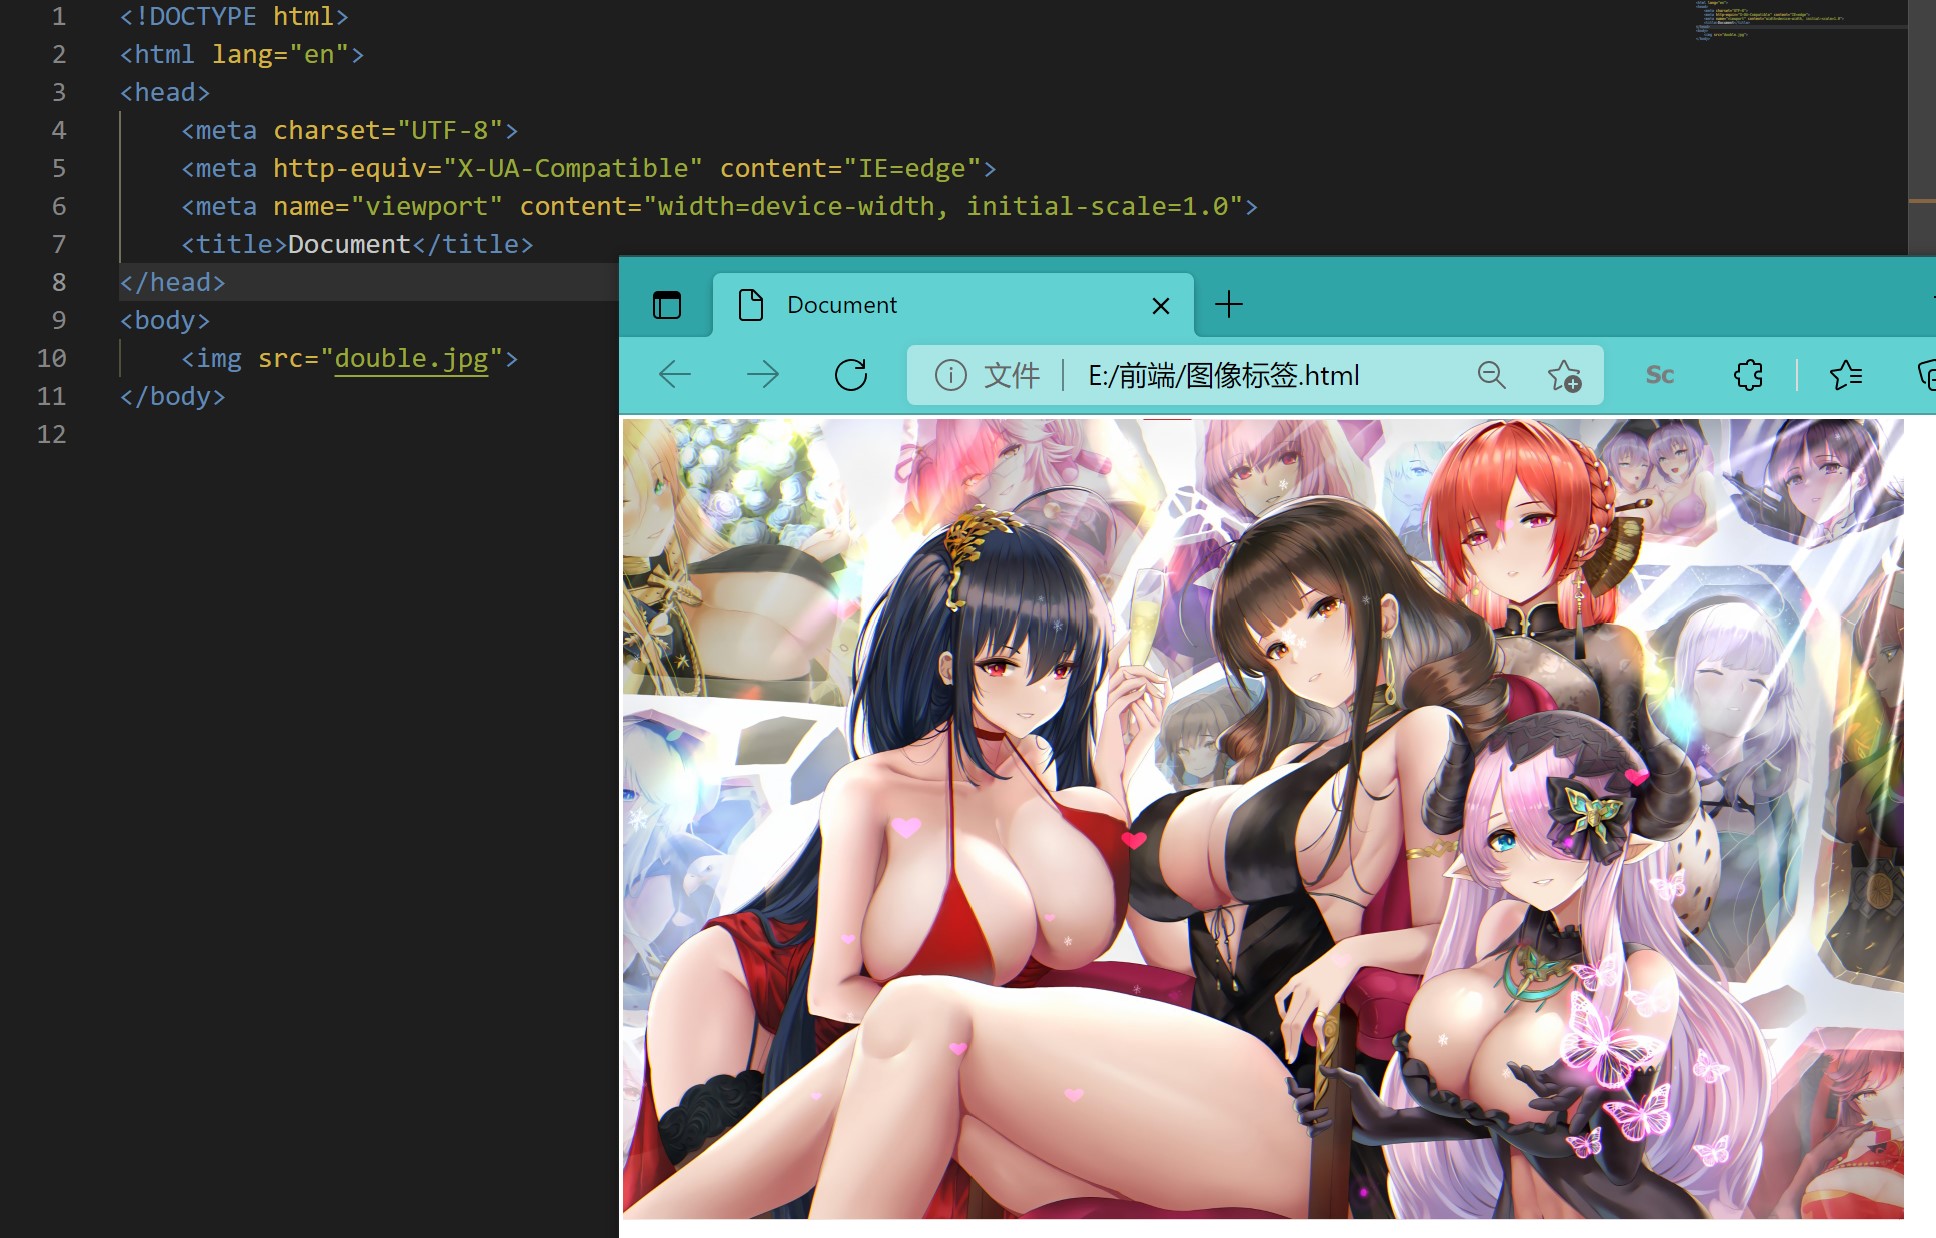 1 <!DOCTYPE html>
2 <html lang="en">
3 <head>
4 <meta charset="UTF-8">
5 <meta http-equiv="X-UA-Compatible" content="IE=edge">
6 <meta name="viewport" content="width=device-width, initial-scale=1.0">
7 <title>Document</title>
8 </head>
9 <body>
10 <img src="double.jpg">
11 </body>
12
Document
文件 E:/前端/图像标签.html
Sc